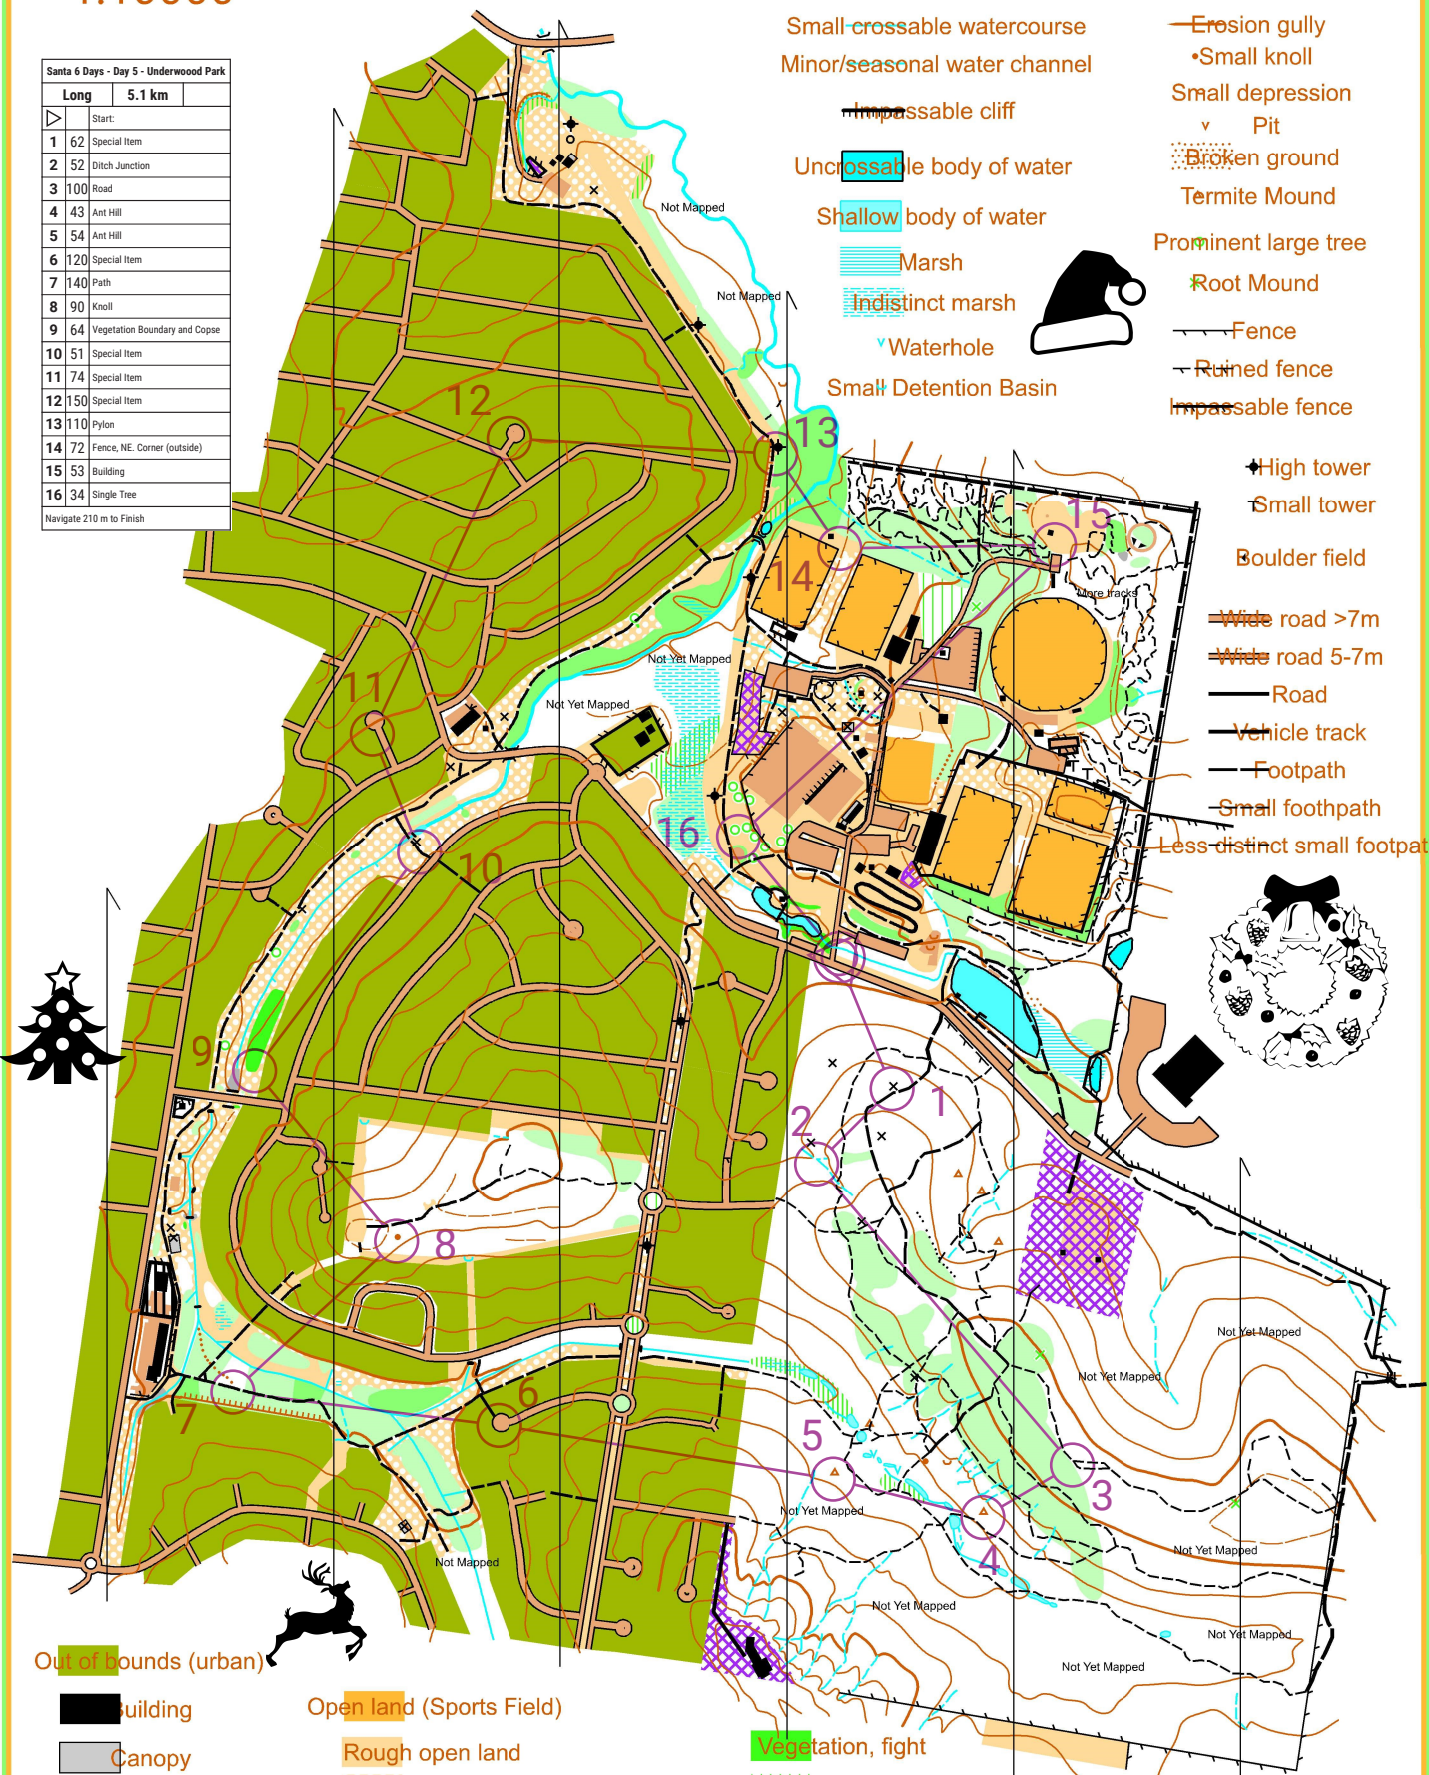 Santa 6 Days - Day 5 - Underwoood Park
Long 5.1 km
Start:
1 62 Special Item
2 52 Ditch Junction
3 100 Road
4 43 Ant Hill
5 54 Ant Hill
6 120 Special Item
7 140 Path
8 90 Knoll
9 64 Vegetation Boundary and Copse
10 51 Special Item
11 74 Special Item
12 150 Special Item
13 110 Pylon
14 72 Fence, NE. Corner (outside)
15 53 Building
16 34 Single Tree
Navigate 210 m to Finish
Small crossable watercourse
Minor/seasonal water channel
Impassable cliff
Uncrossable body of water
Shallow body of water
Marsh
Indistinct marsh
Waterhole
Small Detention Basin
Erosion gully
Small knoll
Small depression
Pit
Broken ground
Termite Mound
Prominent large tree
Root Mound
Fence
Ruined fence
Impassable fence
High tower
Small tower
Boulder field
Wide road >7m
Wide road 5-7m
Road
Vehicle track
Footpath
Small foothpath
Less distinct small footpat
Not Mapped
Not Mapped
12
13
15
14
More tracks
Not Yet Mapped
11
Not Yet Mapped
16
10
9
1
2
8
Not Yet Mapped
Not Yet Mapped
6
7
5
3
Not Yet Mapped
4
Not Yet Mapped
Not Mapped
Not Yet Mapped
Not Yet Mapped
Not Yet Mapped
Out of bounds (urban)
Building
Canopy
Open land (Sports Field)
Rough open land
Vegetation, fight